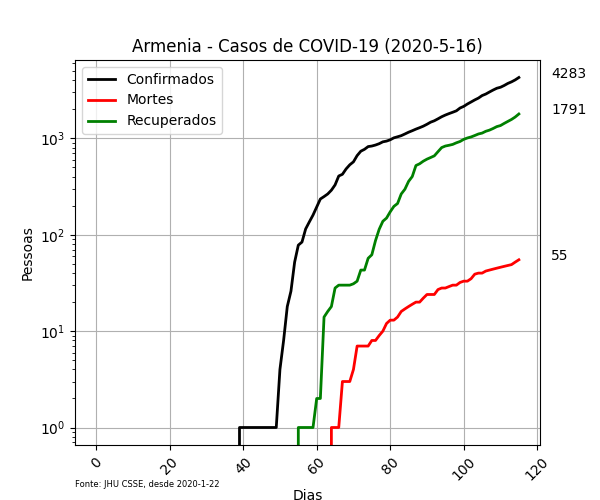 Armenia - Casos de COVID-19 (2020-5-16)
Confirmados
Mortes
Recuperados
4283
1791
55
Pessoas
10³
10²
10¹
10⁰
0 20 40 60 80 100 120
Fonte: JHU CSSE, desde 2020-1-22
Dias